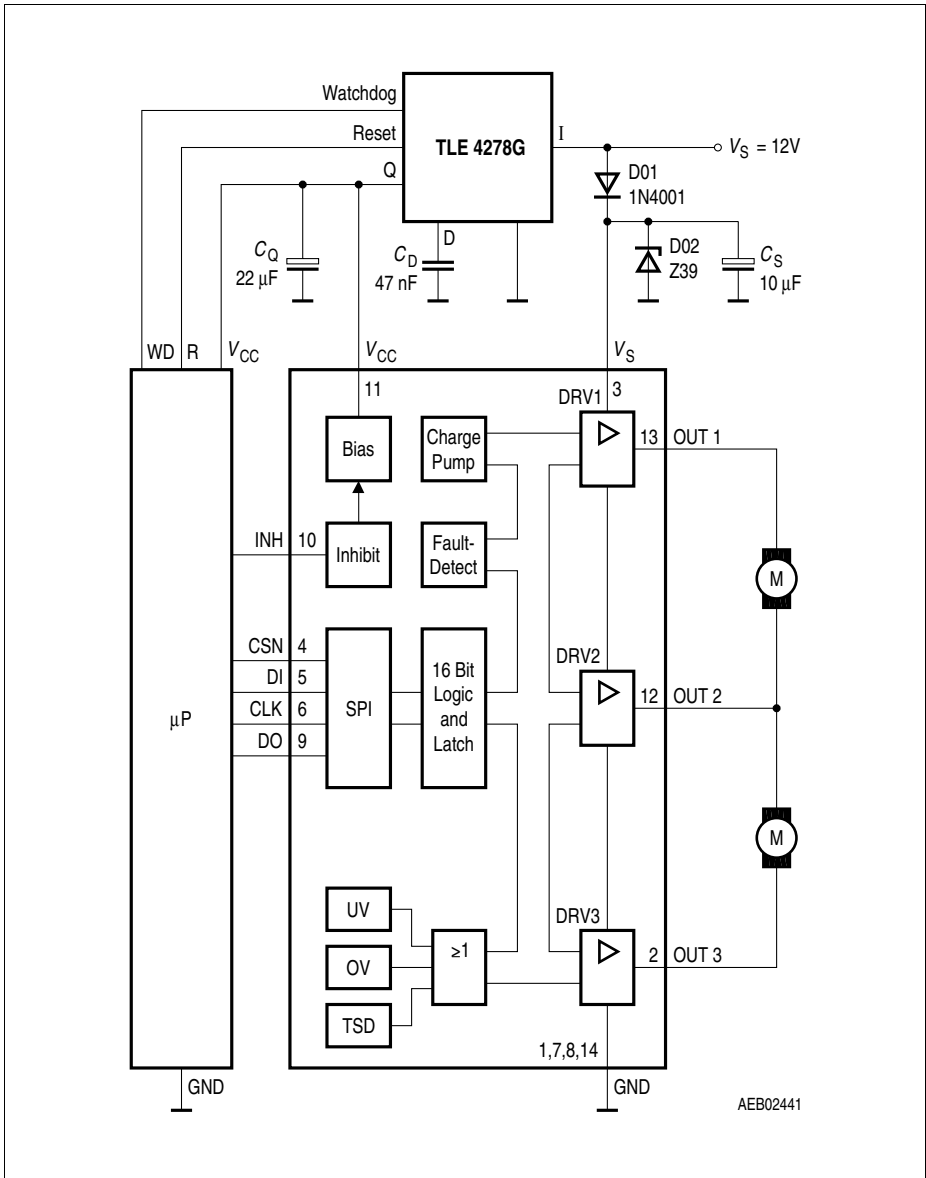 Watchdog
Reset
Q
TLE 4278G
I
V_S = 12V
D01
1N4001
D
C_Q
22 µF
C_D
47 nF
D02
Z39
C_S
10 µF
WD R V_CC
V_CC
V_S
11
3
DRV1
Bias
Charge
Pump
13 OUT 1
INH 10
Inhibit
Fault-
Detect
M
CSN 4
DI 5
CLK 6
DO 9
µP
SPI
16 Bit
Logic
and
Latch
DRV2
12 OUT 2
M
UV
OV
TSD
≥1
DRV3
2 OUT 3
1,7,8,14
GND
GND
AEB02441